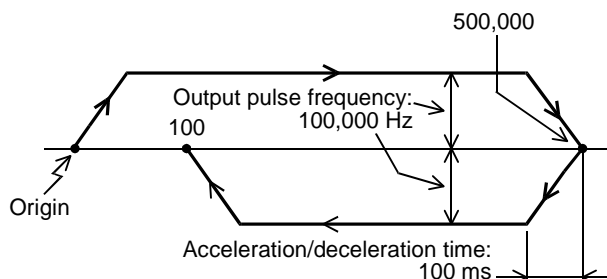 500,000
Output pulse frequency:
100,000 Hz
100
Origin
Acceleration/deceleration time:
100 ms